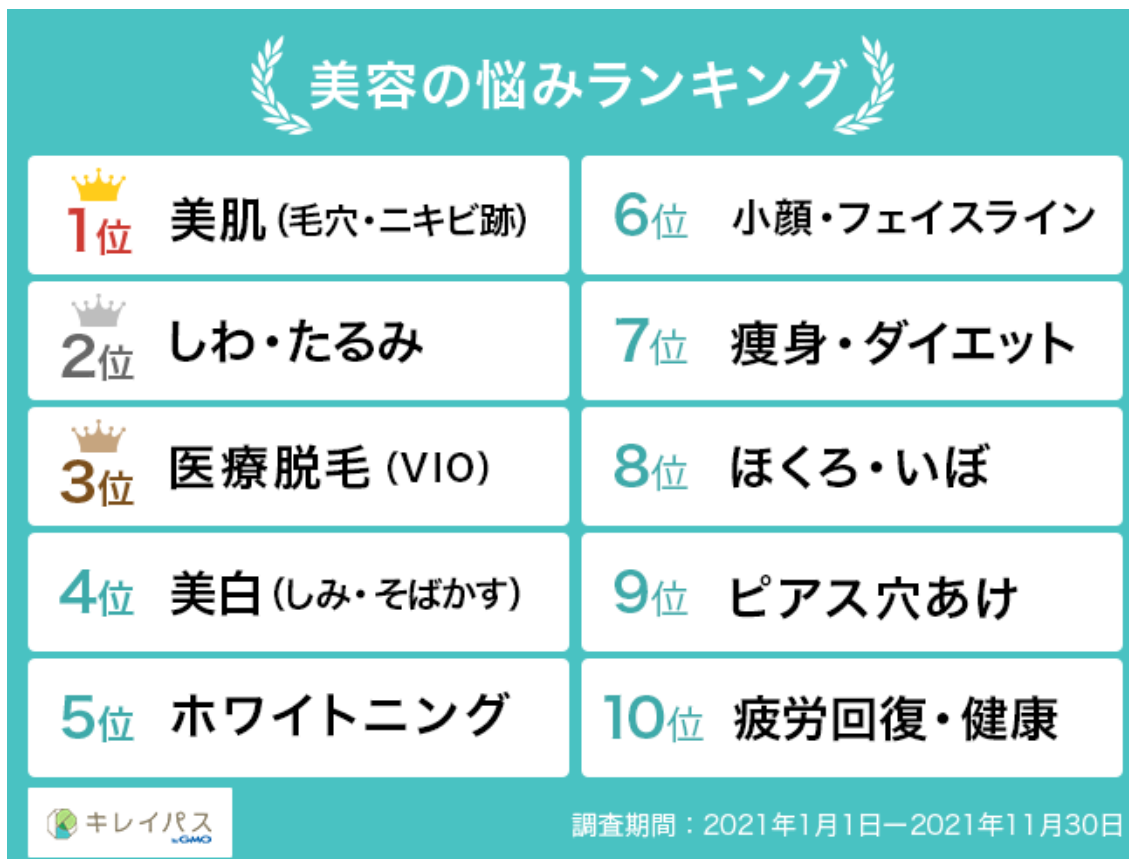 美容の悩みランキング
1位 美肌(毛穴・ニキビ跡)
2位 しわ・たるみ
3位 医療脱毛(VIO)
4位 美白(しみ・そばかす)
5位 ホワイトニング
6位 小顔・フェイスライン
7位 痩身・ダイエット
8位 ほくろ・いぼ
9位 ピアス穴あけ
10位 疲労回復・健康
キレイパス
by GMO
調査期間：2021年1月1日ー2021年11月30日